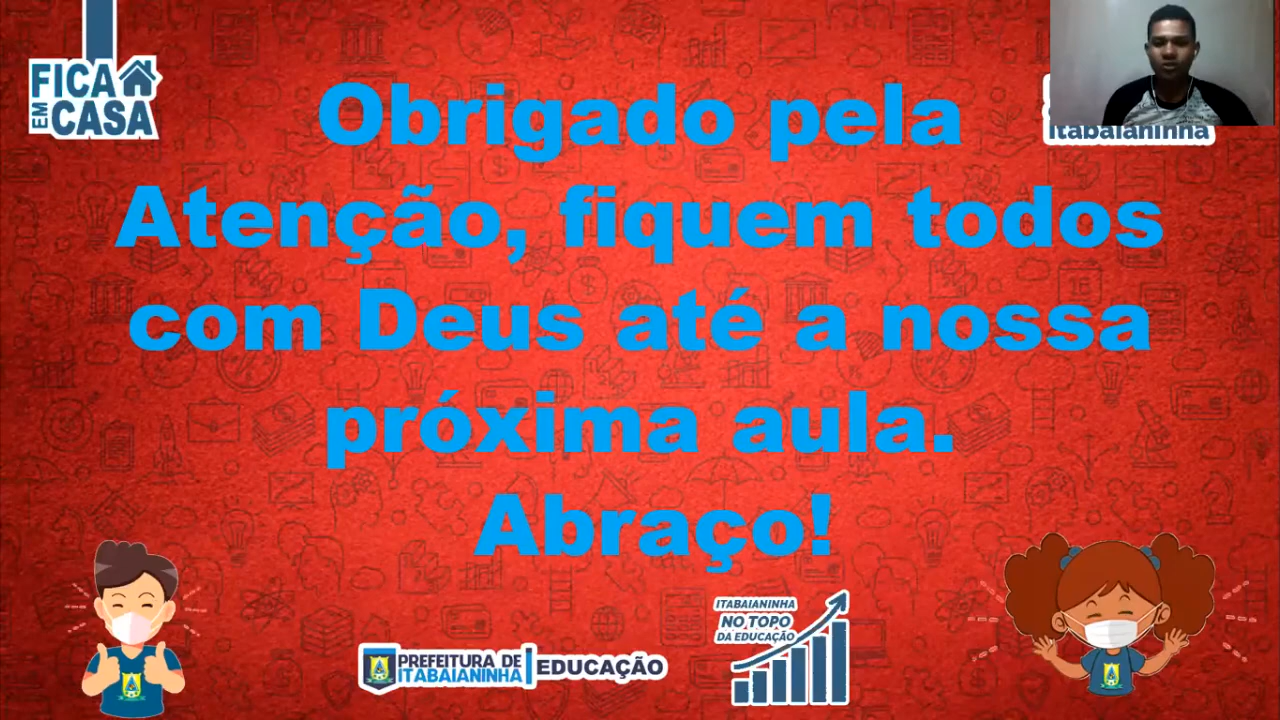 FICA
EM
CASA
Itabaianinha
Obrigado pela
Atenção, fiquem todos
com Deus até a nossa
próxima aula.
Abraço!
PREFEITURA DE
ITABAIANINHA
EDUCAÇÃO
ITABAIANINHA
NO TOPO
DA EDUCAÇÃO